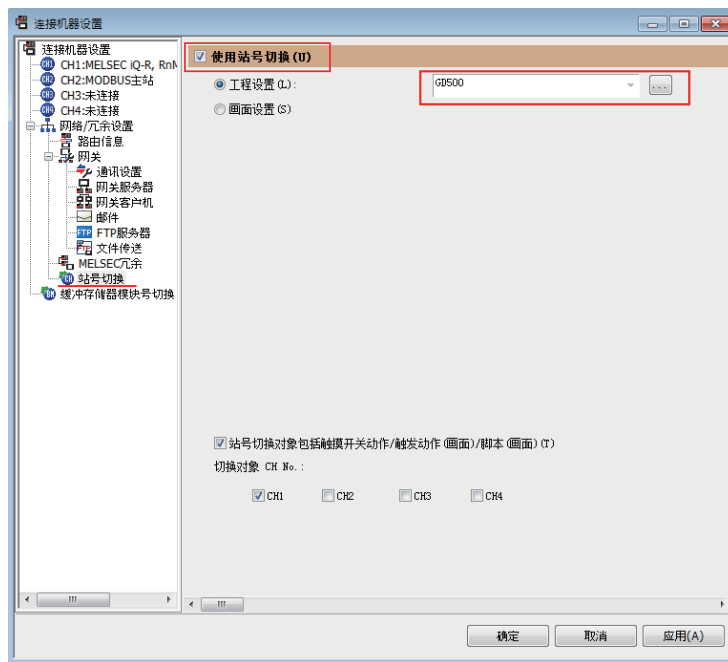 连接机器设置
连接机器设置
CH1:MELSEC iQ-R, RnM
CH2:MODBUS主站
CH3:未连接
CH4:未连接
网络/冗余设置
路由信息
网关
通讯设置
网关服务器
网关客户机
邮件
FTP服务器
文件传送
MELSEC冗余
站号切换
缓冲存储器模块号切换
使用站号切换(U)
工程设置(L):
GD500
...
画面设置(S)
站号切换对象包括触摸开关动作/触发动作(画面)/脚本(画面)(T)
切换对象 CH No.:
CH1 CH2 CH3 CH4
确定 取消 应用(A)